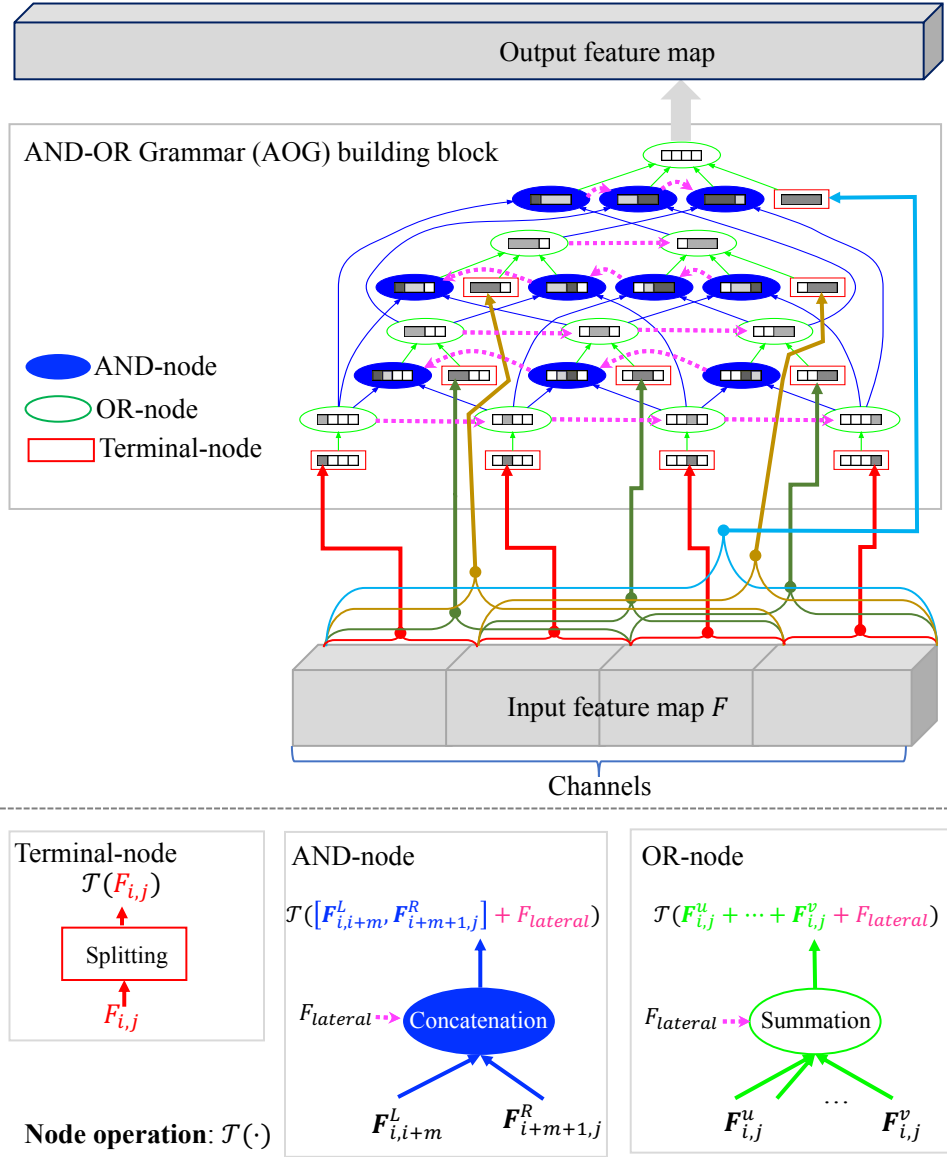 Output feature map
AND-OR Grammar (AOG) building block
AND-node
OR-node
Terminal-node
Input feature map F
Channels
Terminal-node
𝒯(F_{i,j})
Splitting
F_{i,j}
Node operation: 𝒯(·)
AND-node
𝒯([F^L_{i,i+m}, F^R_{i+m+1,j}] + F_{lateral})
F_{lateral}
Concatenation
F^L_{i,i+m} F^R_{i+m+1,j}
OR-node
𝒯(F^u_{i,j} + ⋯ + F^v_{i,j} + F_{lateral})
F_{lateral}
Summation
F^u_{i,j} … F^v_{i,j}